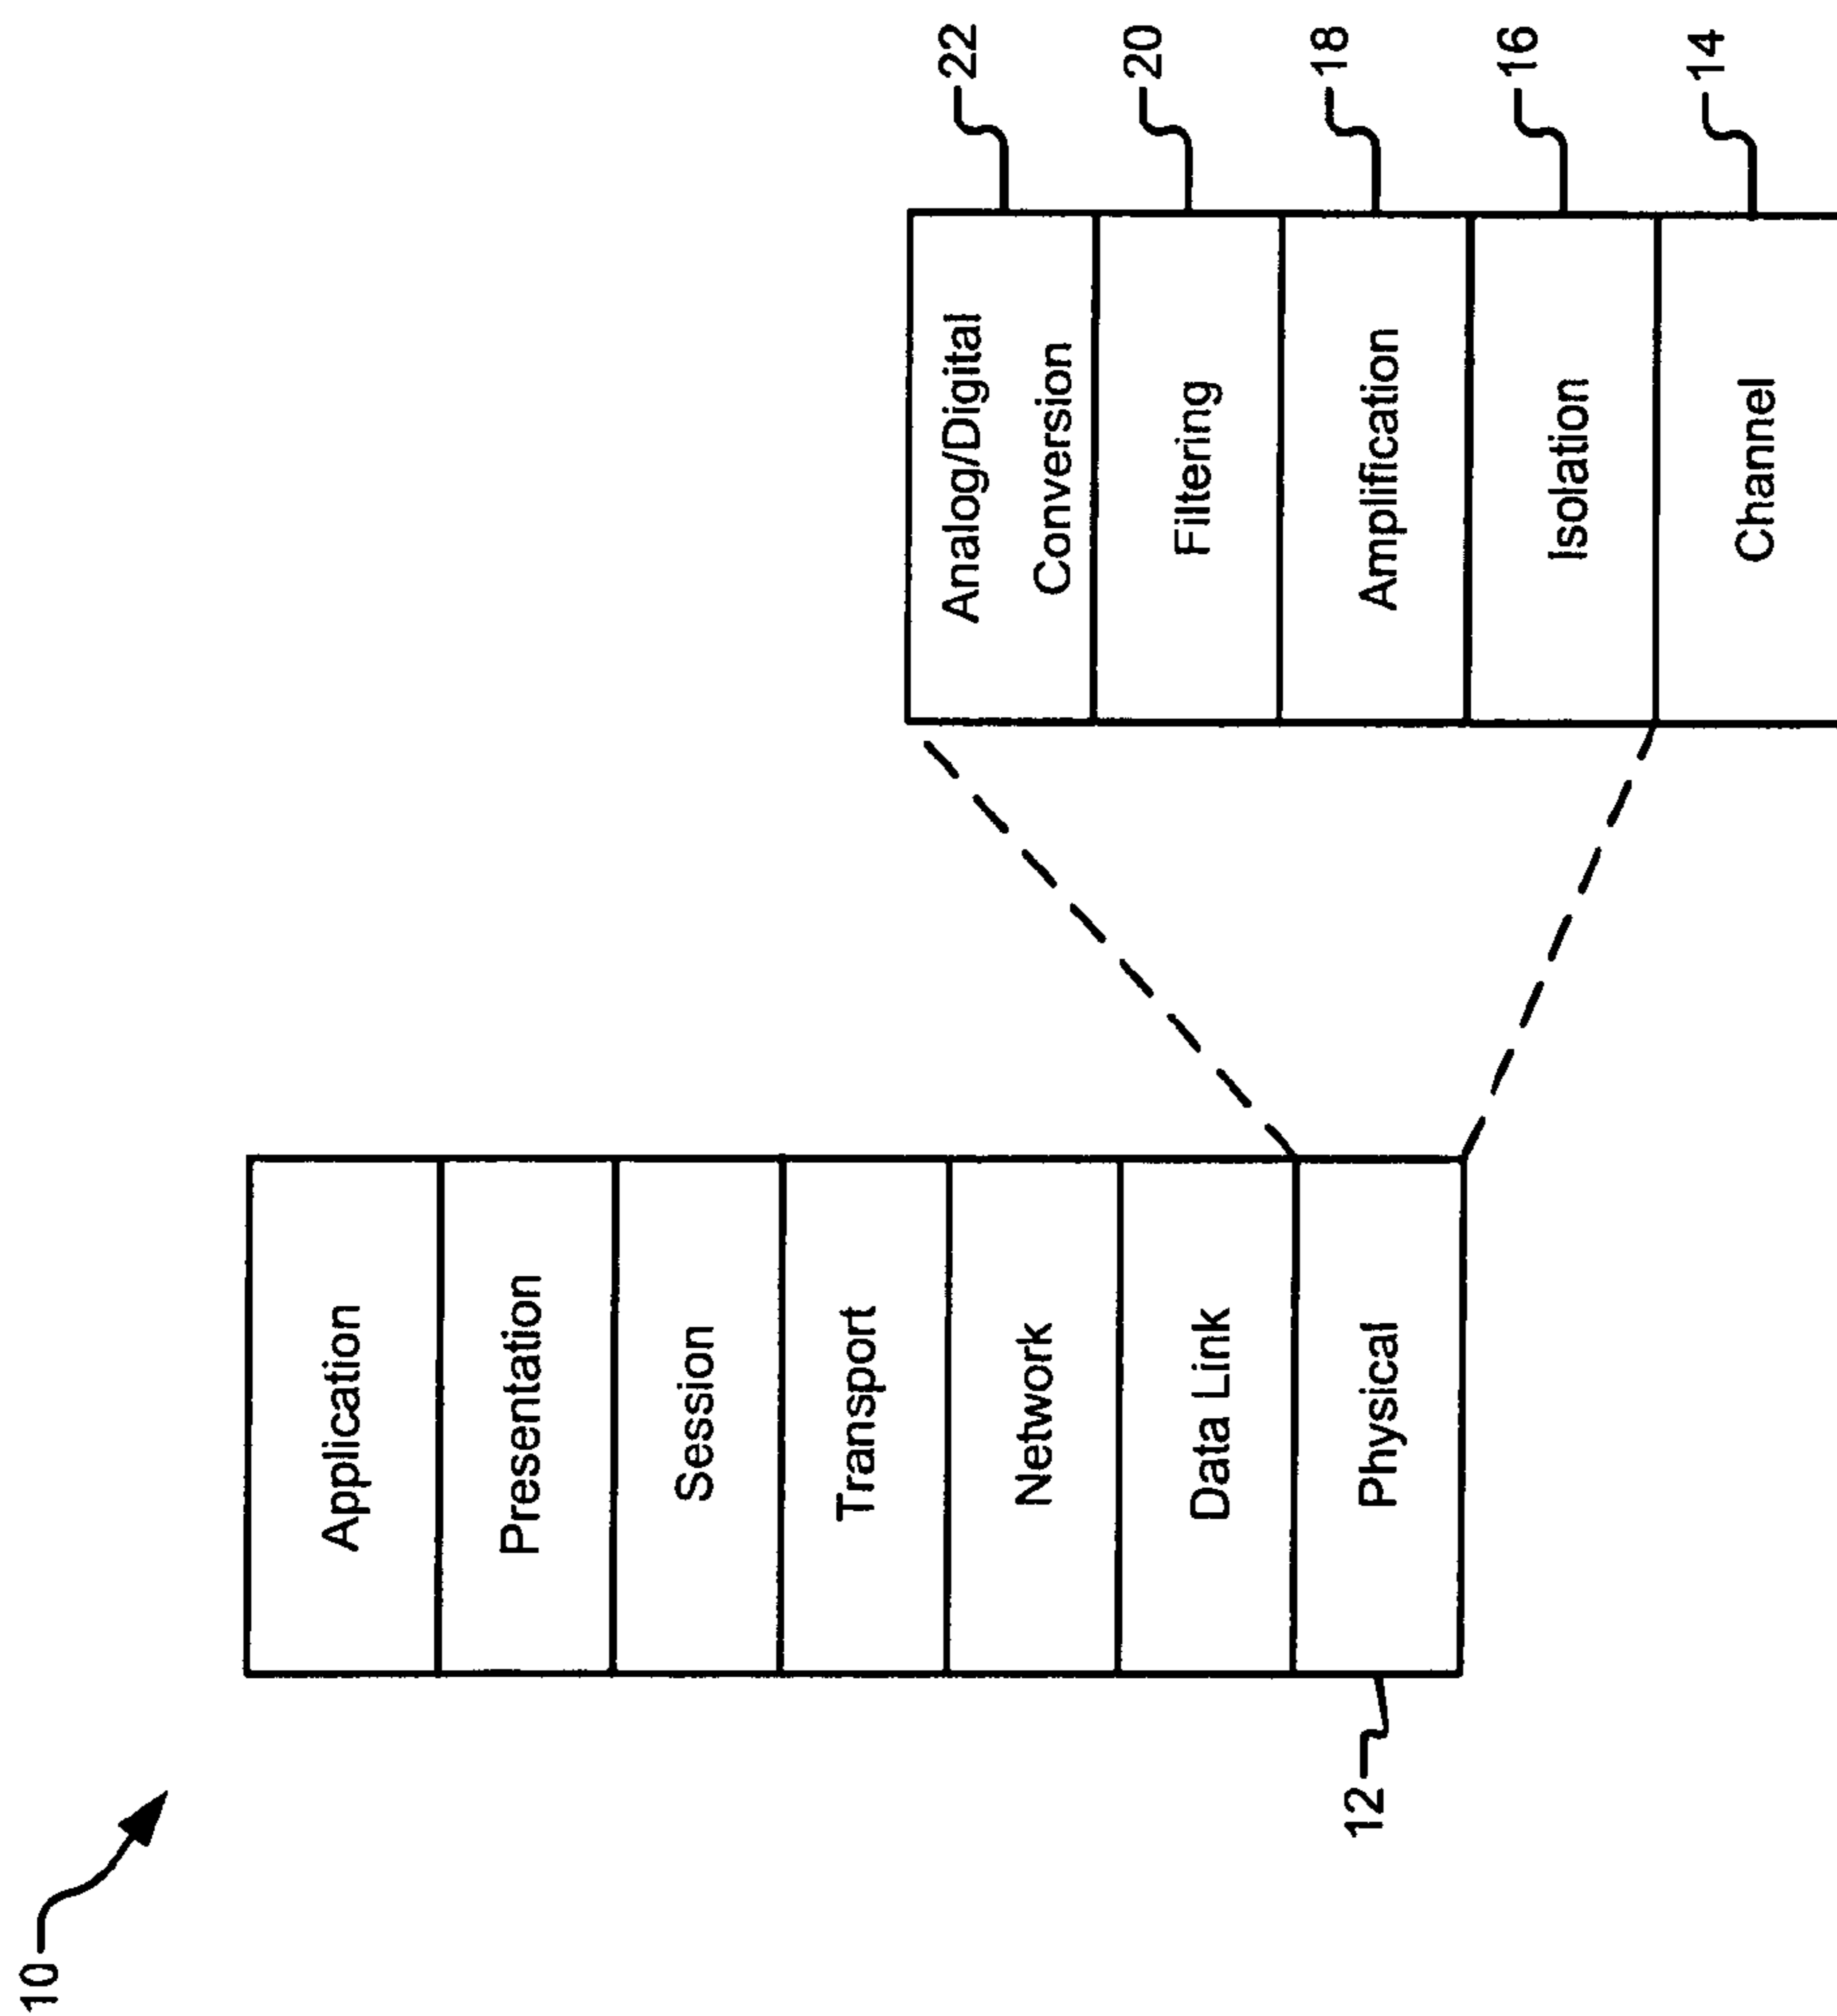 10
Application
Presentation
Session
Transport
Network
Data Link
Physical
12
Analog/Digital
Conversion
22
Filtering
20
Amplification
18
Isolation
16
Channel
14